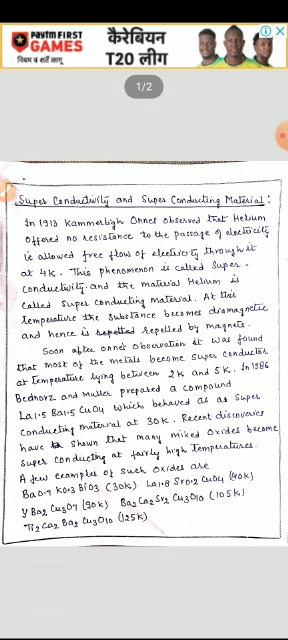 paytm FIRST
GAMES
नियम व शर्तें लागू
कैरेबियन
T20 लीग
1/2
Super Conductivity and Super Conducting Material :
In 1913 Kammerligh Onnes observed that Helium
offered no resistance to the passage of electricity
i.e allowed free flow of electricity through it
at 4K. This phenomenon is called Super-
conductivity and the material Helium is
called Super conducting material. At this
temperature the substance becomes diamagnetic
and hence is repelled by magnets.
Soon after onne's observation it was found
that most of the metals become super conductor
at temperature lying between 2K and 5K. In 1986
Bednorz and Muller prepared a compound
La1.5 Ba1.5 CuO4 which behaved as as super
conducting material at 30K. Recent discoveries
have shown that many mixed oxides become
super conducting at fairly high temperatures.
A few examples of such oxides are
Ba0.7 K0.3 BiO3 (30K) La1.8 Sr0.2 CuO4 (40K)
Y Ba2 Cu3O7 (90K) Ba2 Ca2 Sr2 Cu3O10 (105K)
Ti2 Ca2 Ba2 Cu3O10 (125K)